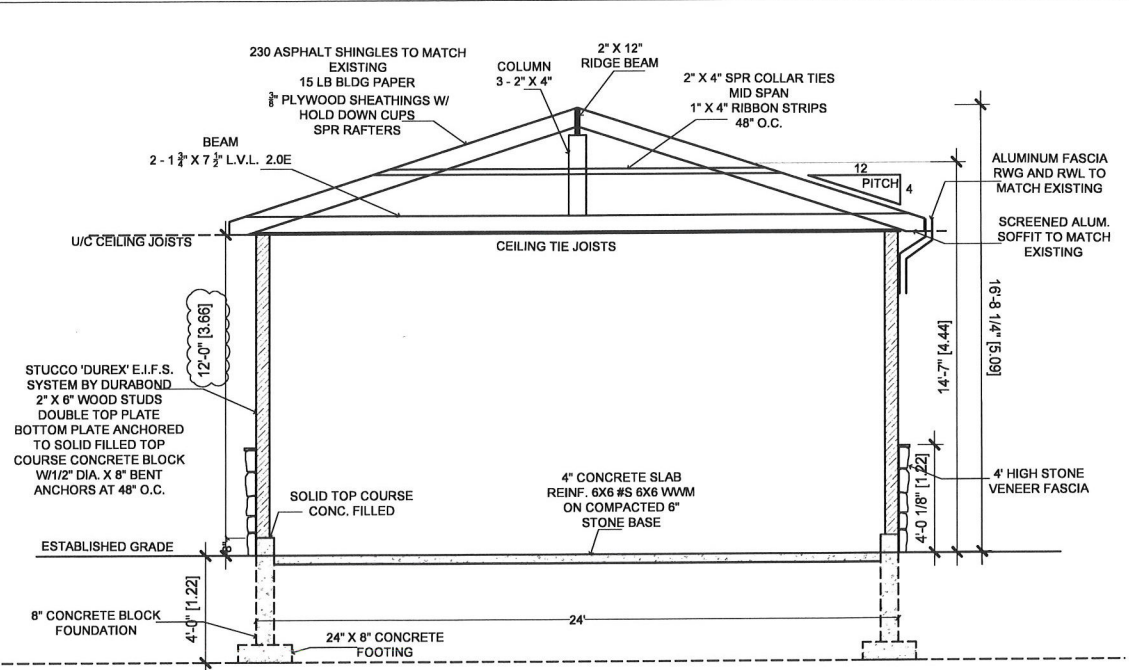 230 ASPHALT SHINGLES TO MATCH
EXISTING
15 LB BLDG PAPER
3/8" PLYWOOD SHEATHINGS W/
HOLD DOWN CUPS
SPR RAFTERS
COLUMN
3 - 2" X 4"
2" X 12"
RIDGE BEAM
2" X 4" SPR COLLAR TIES
MID SPAN
1" X 4" RIBBON STRIPS
48" O.C.
BEAM
2 - 1 3/4" X 7 1/2" L.V.L. 2.0E
12
PITCH
4
ALUMINUM FASCIA
RWG AND RWL TO
MATCH EXISTING
SCREENED ALUM.
SOFFIT TO MATCH
EXISTING
U/C CEILING JOISTS
CEILING TIE JOISTS
12'-0" [3.66]
14'-7" [4.44]
16'-8 1/4" [5.09]
STUCCO 'DUREX' E.I.F.S.
SYSTEM BY DURABOND
2" X 6" WOOD STUDS
DOUBLE TOP PLATE
BOTTOM PLATE ANCHORED
TO SOLID FILLED TOP
COURSE CONCRETE BLOCK
W/1/2" DIA. X 8" BENT
ANCHORS AT 48" O.C.
SOLID TOP COURSE
CONC. FILLED
4" CONCRETE SLAB
REINF. 6X6 #S 6X6 WWM
ON COMPACTED 6"
STONE BASE
4'-0 1/8" [1.22]
4' HIGH STONE
VENEER FASCIA
ESTABLISHED GRADE
8"
4'-0" [1.22]
8" CONCRETE BLOCK
FOUNDATION
24" X 8" CONCRETE
FOOTING
24'